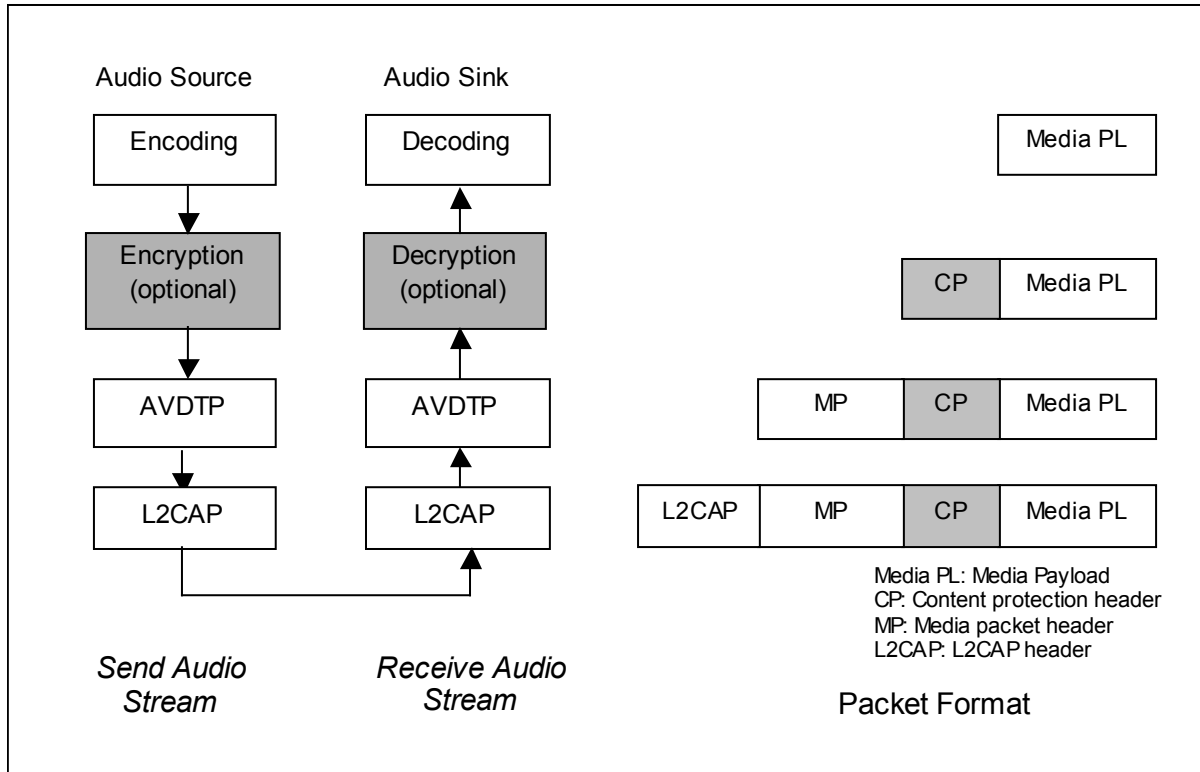 Audio Source
Audio Sink
Encoding
Decoding
Media PL
Encryption
(optional)
Decryption
(optional)
CP
Media PL
AVDTP
AVDTP
MP
CP
Media PL
L2CAP
L2CAP
L2CAP
MP
CP
Media PL
Media PL: Media Payload
CP: Content protection header
MP: Media packet header
L2CAP: L2CAP header
Send Audio
Stream
Receive Audio
Stream
Packet Format